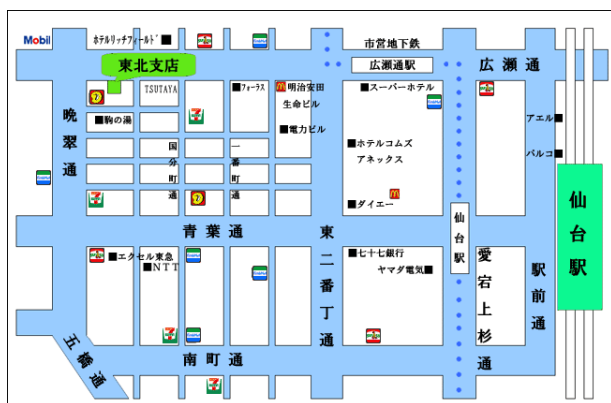 Mobil
ホテルリッチフィールド■
市営地下鉄
広瀬通駅
広瀬通
東北支店
TSUTAYA
■フォーラス
明治安田
生命ビル
■スーパーホテル
■駒の湯
■電力ビル
アエル■
晩翠通
国分町通
一番町通
■ホテルコムズ
アネックス
パルコ■
■ダイエー
仙台駅
仙台駅
青葉通
東二番丁通
■エクセル東急
■NTT
■七十七銀行
ヤマダ電気■
愛宕上杉通
駅前通
五橋通
南町通